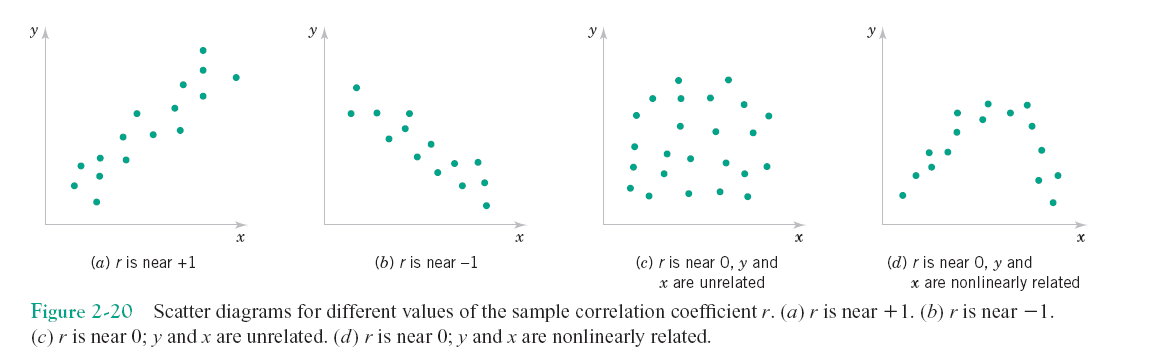 y
y
y
y
x
x
x
x
(a) r is near +1
(b) r is near −1
(c) r is near 0, y and
x are unrelated
(d) r is near 0, y and
x are nonlinearly related
Figure 2-20 Scatter diagrams for different values of the sample correlation coefficient r. (a) r is near +1. (b) r is near −1.
(c) r is near 0; y and x are unrelated. (d) r is near 0; y and x are nonlinearly related.